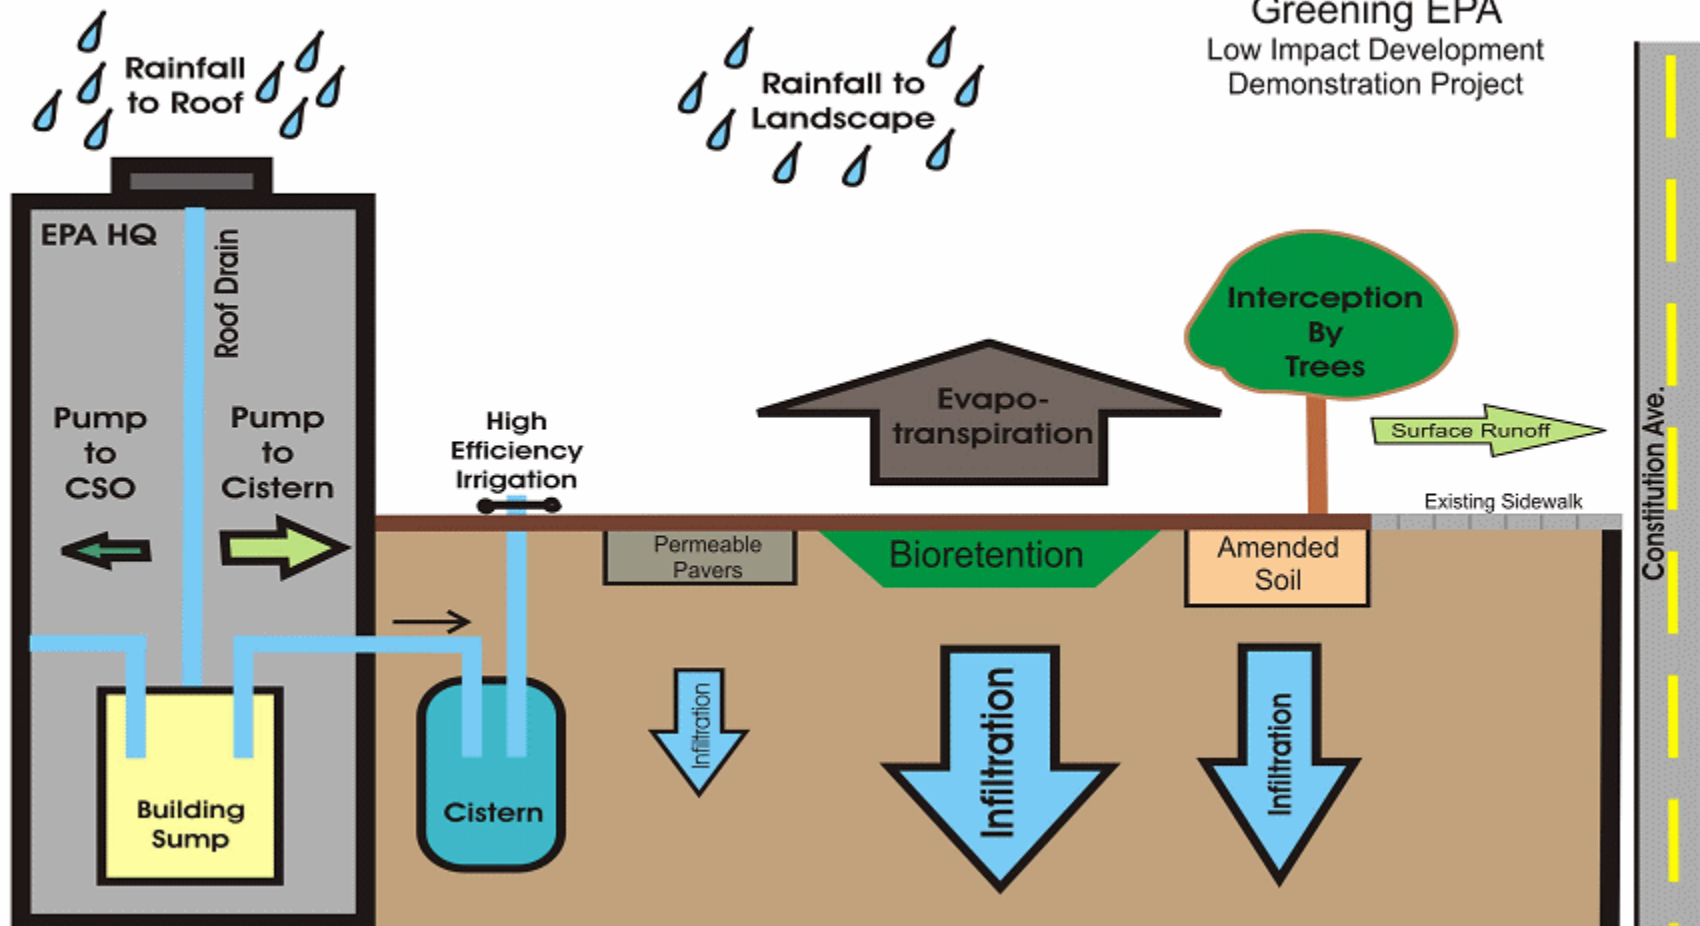 Greening EPA
Low Impact Development
Demonstration Project
Rainfall
to Roof
Rainfall to
Landscape
EPA HQ
Roof Drain
Pump
to
CSO
Pump
to
Cistern
High
Efficiency
Irrigation
Evapo-
transpiration
Interception
By
Trees
Surface Runoff
Existing Sidewalk
Constitution Ave.
Permeable
Pavers
Bioretention
Amended
Soil
Infiltration
Infiltration
Infiltration
Building
Sump
Cistern